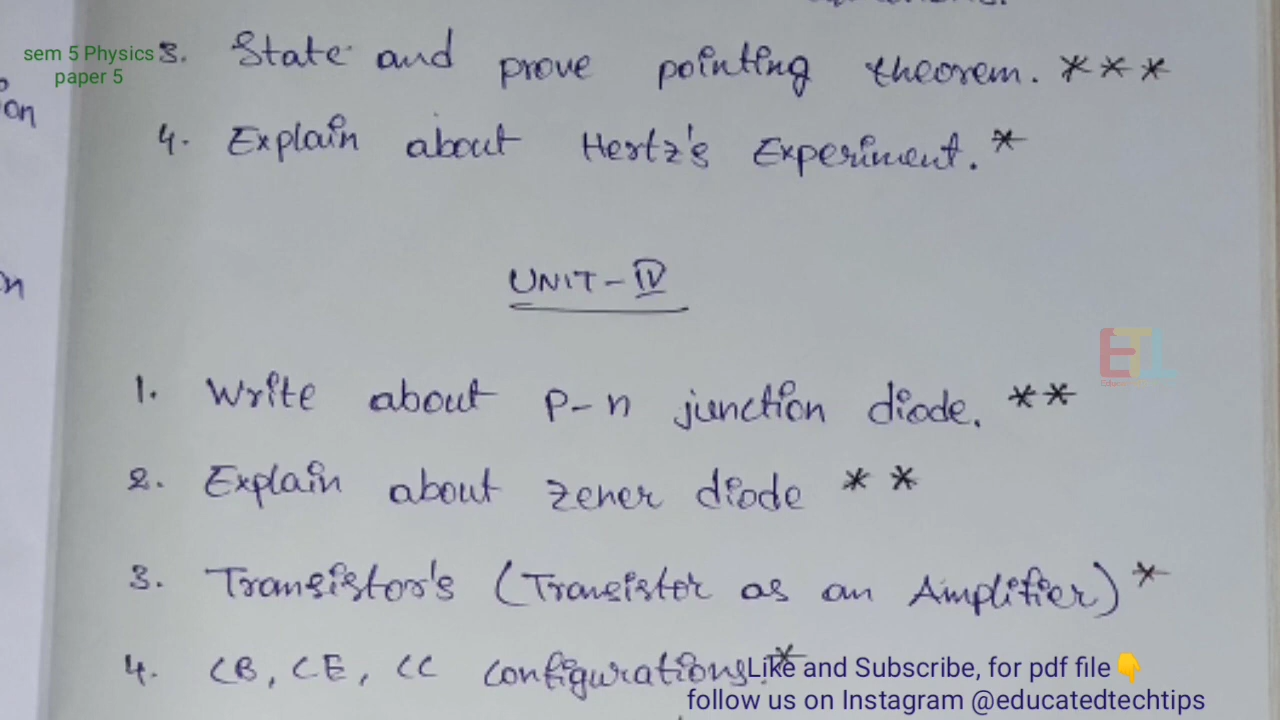 sem 5 Physics
paper 5
3. State and prove pointing theorem. ***
on
4. Explain about Hertz's Experiment. *
UNIT-IV
1. Write about P-n junction diode. **
2. Explain about zener diode **
3. Transistor's (Transistor as an Amplifier) *
4. CB, CE, CC configurations. *
ETL
Like and Subscribe, for pdf file👇
follow us on Instagram @educatedtechtips